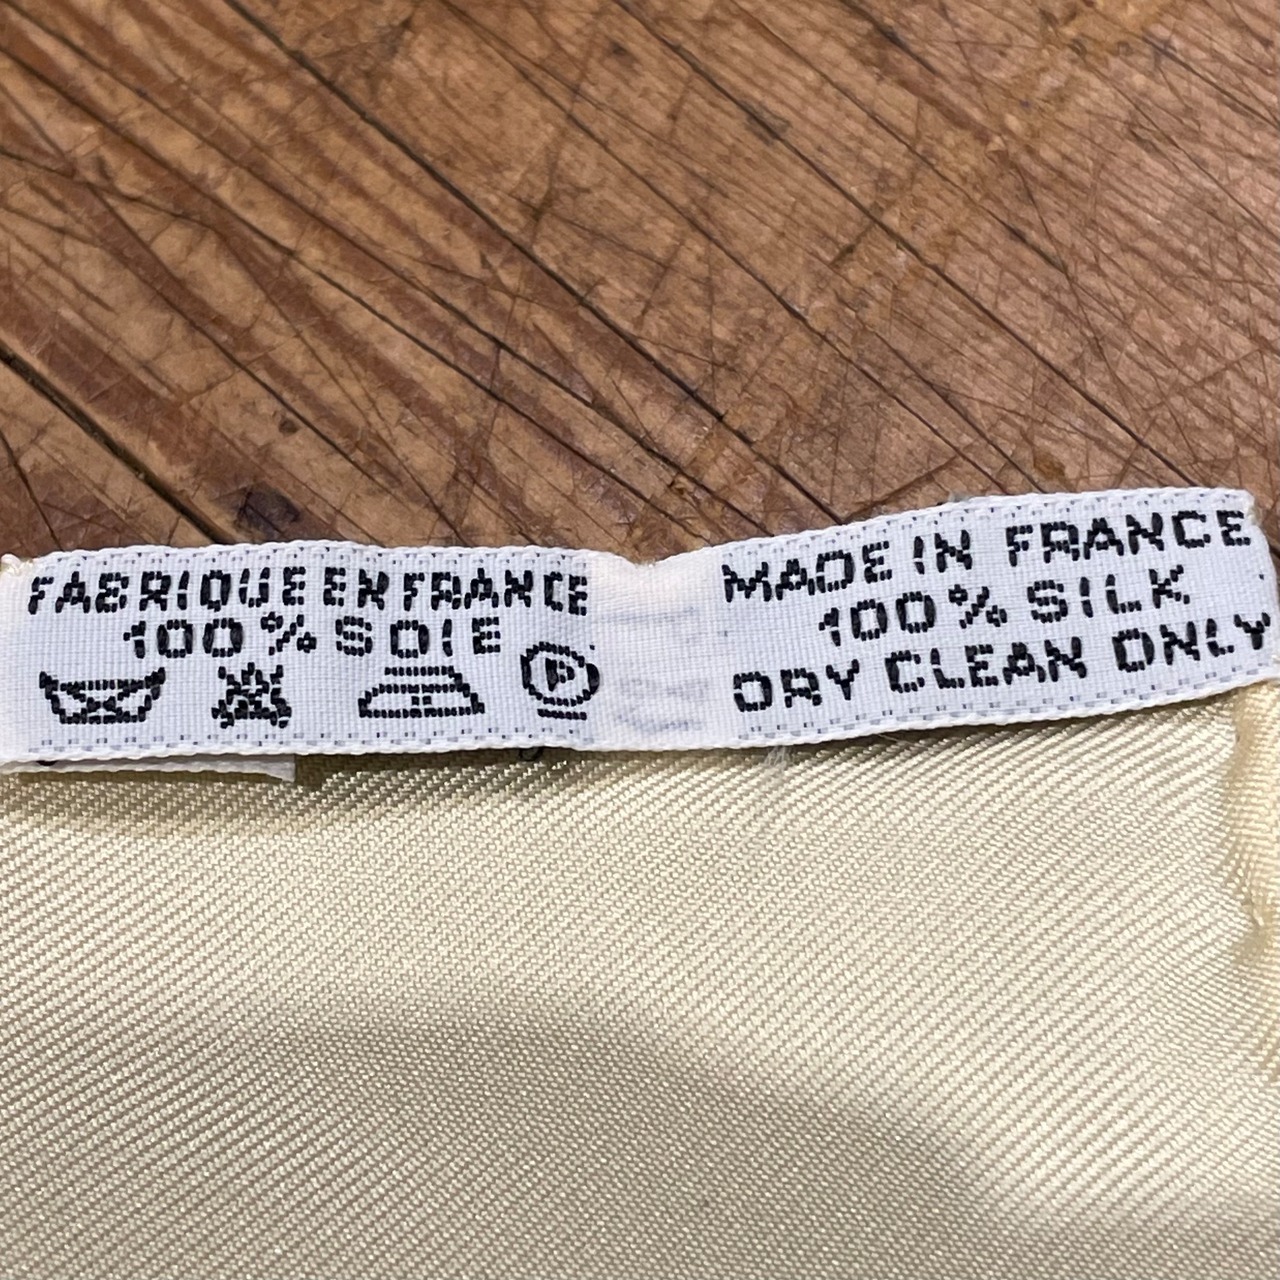 FABRIQUE EN FRANCE
100% SOIE
P
MADE IN FRANCE
100% SILK
DRY CLEAN ONLY